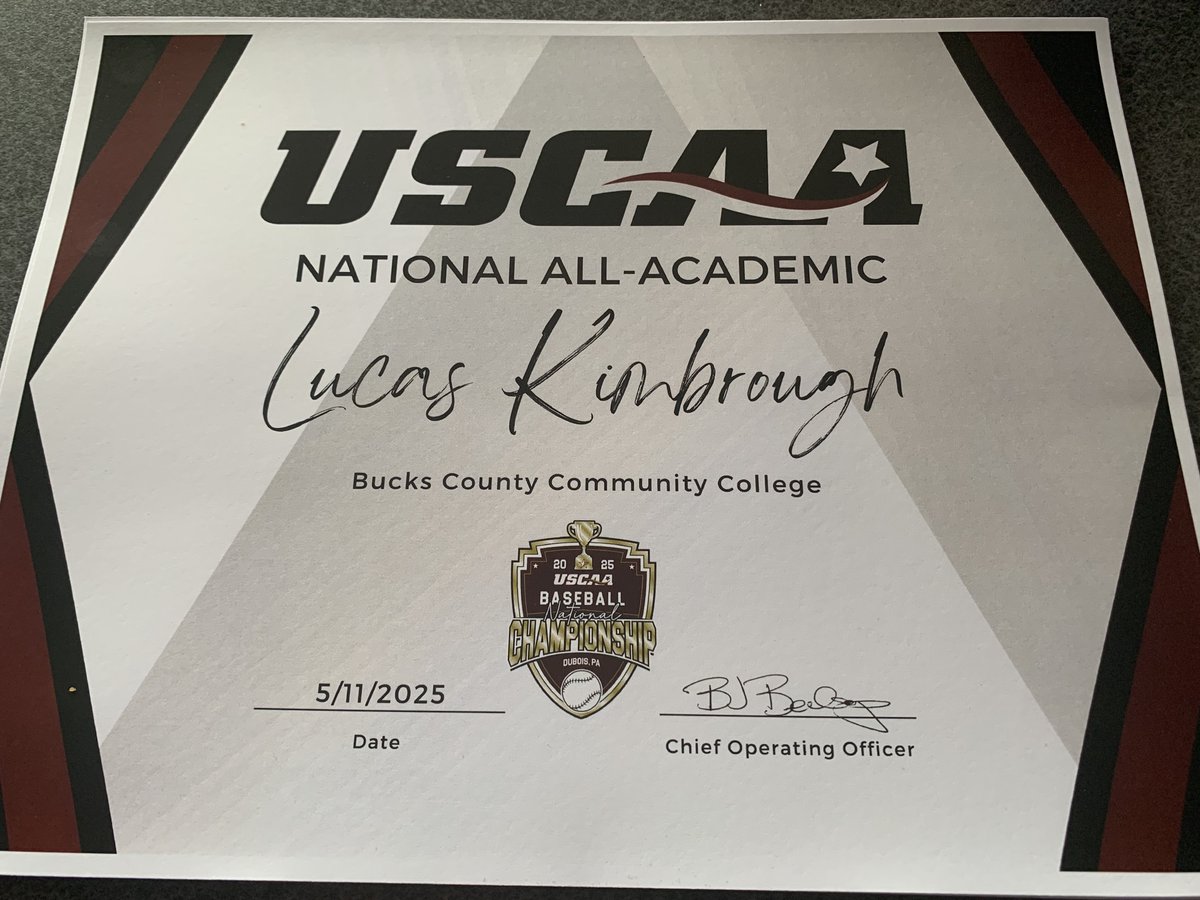 USCAA
NATIONAL ALL-ACADEMIC
Lucas Kimbrough
Bucks County Community College
20 25
USCAA
BASEBALL
National
CHAMPIONSHIP
DUBOIS, PA
5/11/2025
Date
Chief Operating Officer